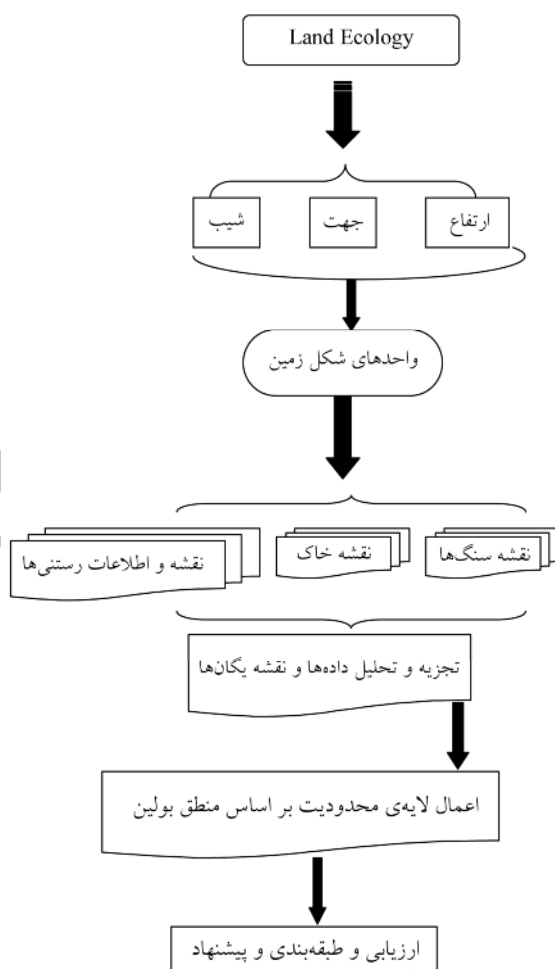 Land Ecology
ارتفاع
جهت
شیب
واحدهای شکل زمین
نقشه سنگ‌ها
نقشه خاک
نقشه و اطلاعات رستنی‌ها
تجزیه و تحلیل داده‌ها و نقشه یگان‌ها
اعمال لایه‌ی محدودیت بر اساس منطق بولین
ارزیابی و طبقه‌بندی و پیشنهاد